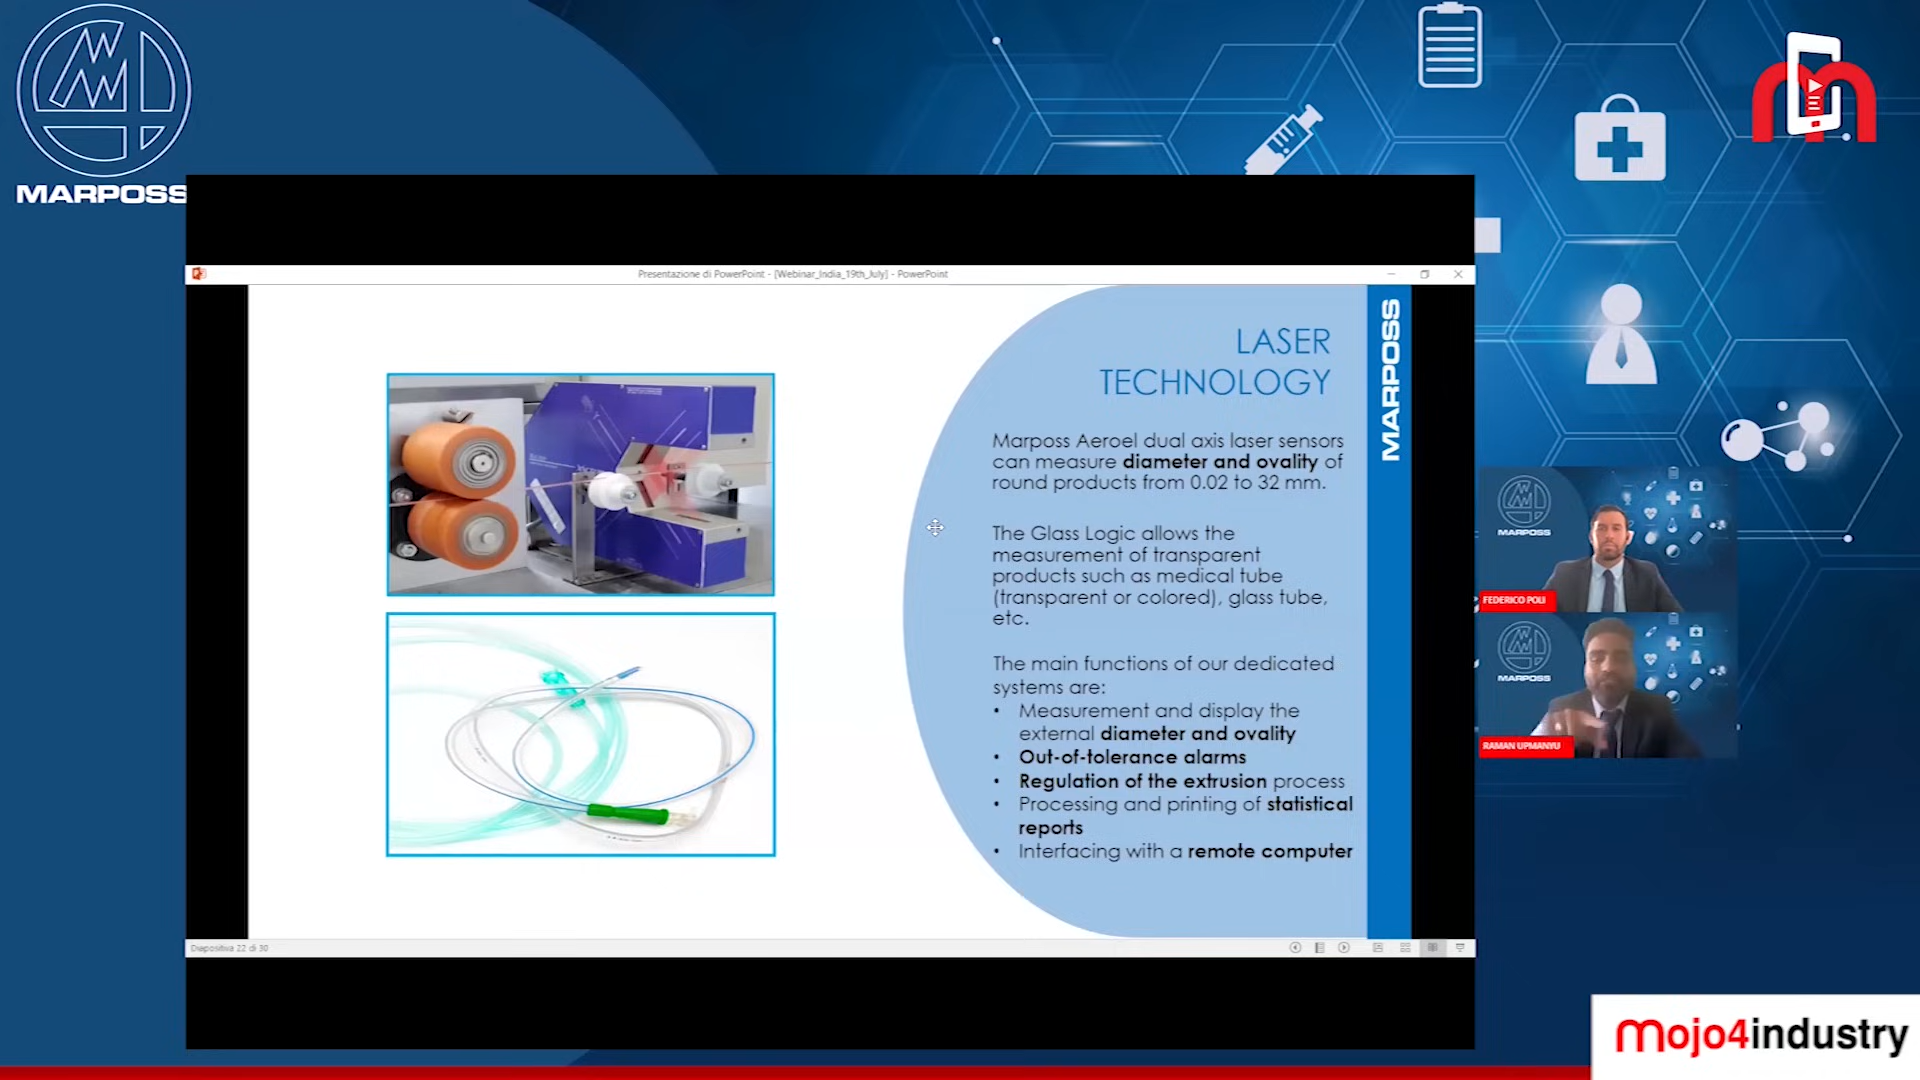 MARPOSS
Presentazione di PowerPoint - [Webinar_India_19th_July] - PowerPoint
LASER
TECHNOLOGY
MARPOSS
Marposs Aeroel dual axis laser sensors
can measure diameter and ovality of
round products from 0.02 to 32 mm.
The Glass Logic allows the
measurement of transparent
products such as medical tube
(transparent or colored), glass tube,
etc.
The main functions of our dedicated
systems are:
• Measurement and display the
external diameter and ovality
• Out-of-tolerance alarms
• Regulation of the extrusion process
• Processing and printing of statistical
reports
• Interfacing with a remote computer
Diapositiva 22 di 30
MARPOSS
FEDERICO POLI
MARPOSS
RAMAN UPMANYU
mojo4industry